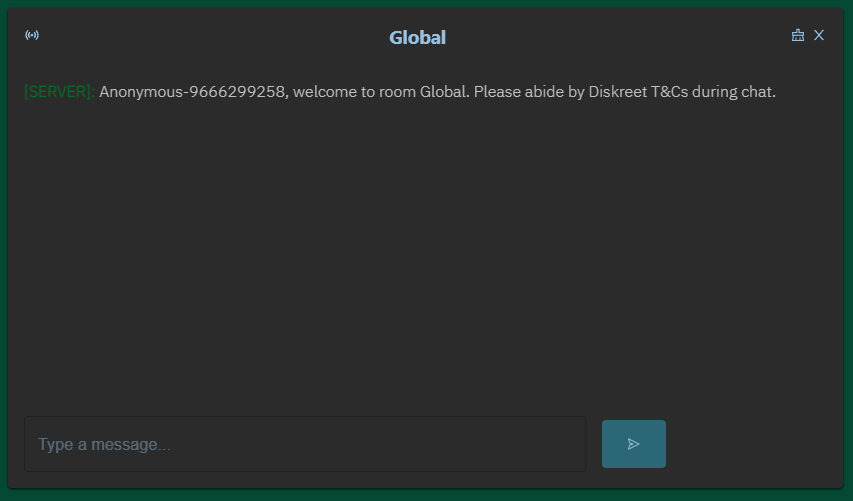 Global
[SERVER]: Anonymous-9666299258, welcome to room Global. Please abide by Diskreet T&Cs during chat.
Type a message...